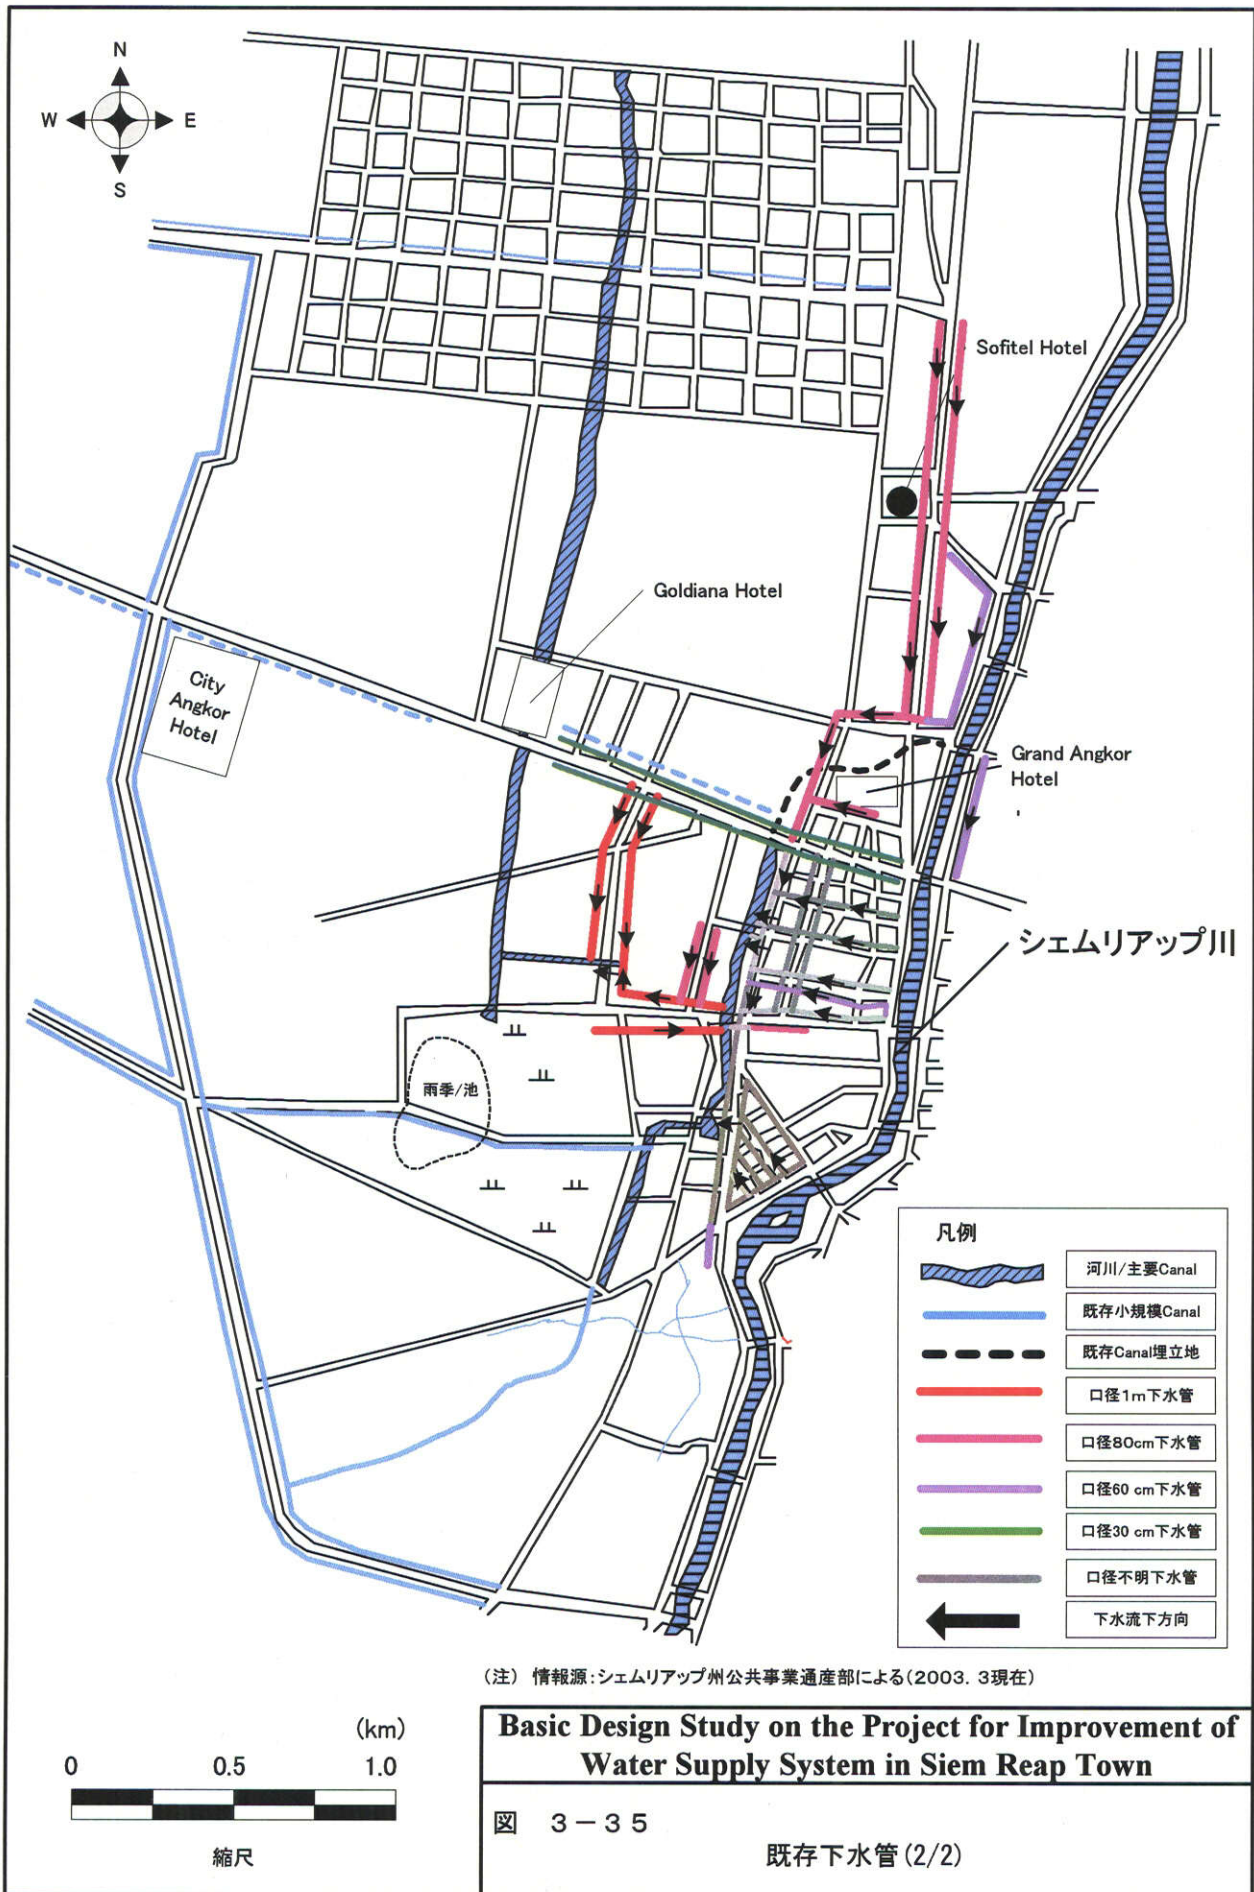 N
W
E
S
Sofitel Hotel
Goldiana Hotel
City
Angkor
Hotel
Grand Angkor
Hotel
シェムリアップ川
雨季/池
凡例
河川/主要Canal
既存小規模Canal
既存Canal埋立地
口径1m下水管
口径80cm下水管
口径60 cm下水管
口径30 cm下水管
口径不明下水管
下水流下方向
(注) 情報源:シェムリアップ州公共事業通産部による(2003. 3現在)
(km)
0 0.5 1.0
縮尺
Basic Design Study on the Project for Improvement of
Water Supply System in Siem Reap Town
図 3-35
既存下水管(2/2)